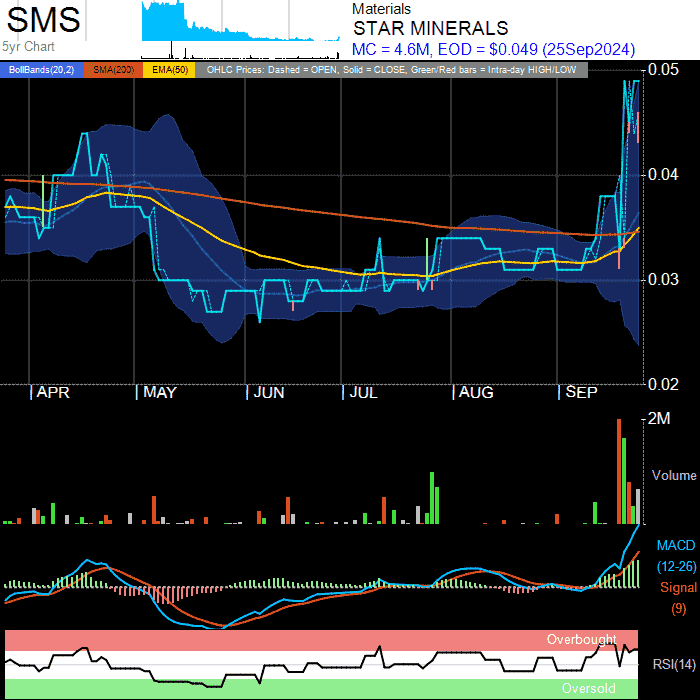 SMS
5yr Chart
Materials
STAR MINERALS
MC = 4.6M, EOD = $0.049 (25Sep2024)
BollBands(20,2) SMA(200) EMA(50) OHLC Prices: Dashed = OPEN, Solid = CLOSE, Green/Red bars = Intra-day HIGH/LOW
0.05
0.04
0.03
0.02
APR MAY JUN JUL AUG SEP
2M
Volume
MACD
(12-26)
Signal
(9)
Overbought
RSI(14)
Oversold